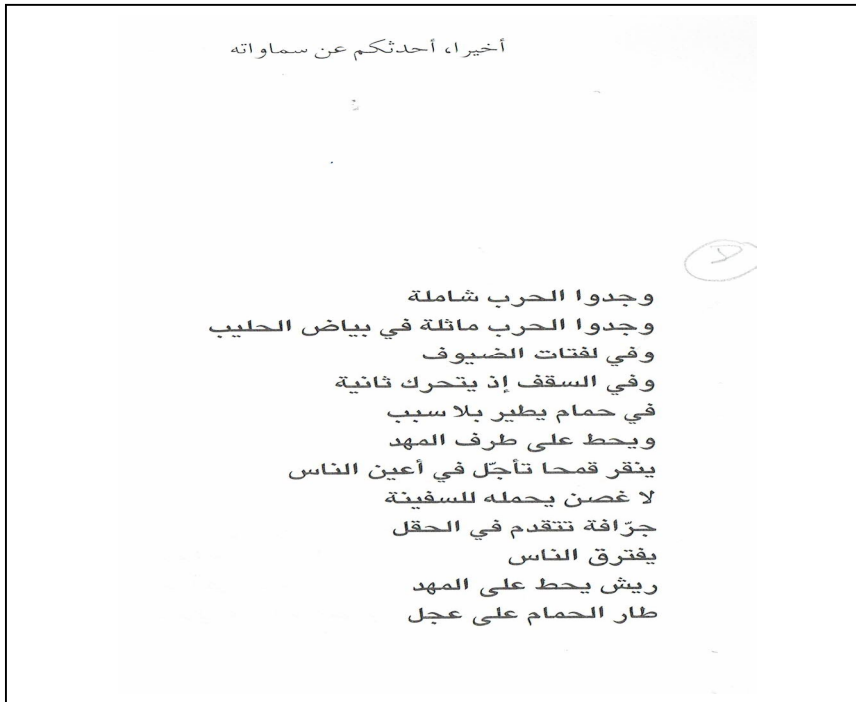 أخيرا، أحدثكم عن سماواته
وجدوا الحرب شاملة
وجدوا الحرب ماثلة في بياض الحليب
وفي لفتات الضيوف
وفي السقف إذ يتحرك ثانية
في حمام يطير بلا سبب
ويحط على طرف المهد
ينقر قمحا تأجّل في أعين الناس
لا غصن يحمله للسفينة
جرّافة تتقدم في الحقل
يفترق الناس
ريش يحط على المهد
طار الحمام على عجل